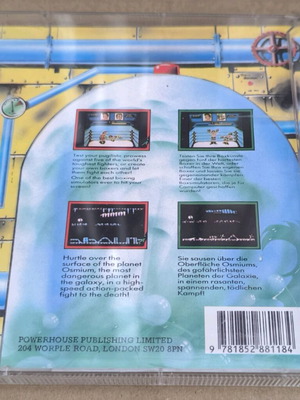 Test your pugilistic prowess
against five of the world's
best
fighters, or create
your own boxers and let
them fight each other!
One of the best boxing
simulators ever to hit your
screen!
Testen Sie Ihre Boxkünste
gegen fünf der härtesten
Boxer in der Welt oder
schaffen Sie Ihre eigenen
Boxer und lassen Sie sie
gegeneinander kämpfen!
Einer der besten
Boxsimulatoren, die je für
Computer geschaffen
wurden!
Hurtle over the
surface of the planet
Osmium, the most
dangerous planet in
the galaxy, in a high-
speed action-packed
fight to the death!
Sie sausen über die
Oberfläche Osmiums,
des gefährlichsten
Planeten der Galaxie,
in einem rasanten,
spannenden, tödlichen
Kampf!
POWERHOUSE PUBLISHING LIMITED
204 WORPLE ROAD, LONDON SW20 8PN
9 781852 881184